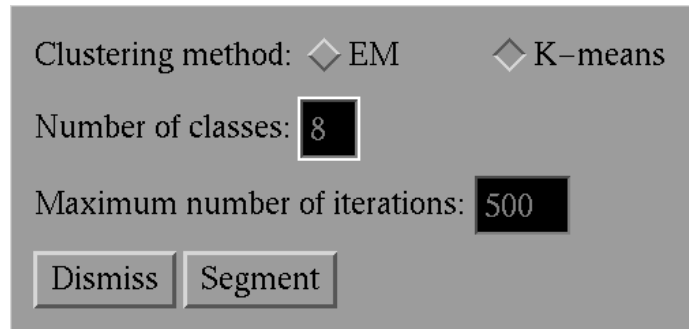 Clustering method: EM K-means
Number of classes: 8
Maximum number of iterations: 500
Dismiss Segment